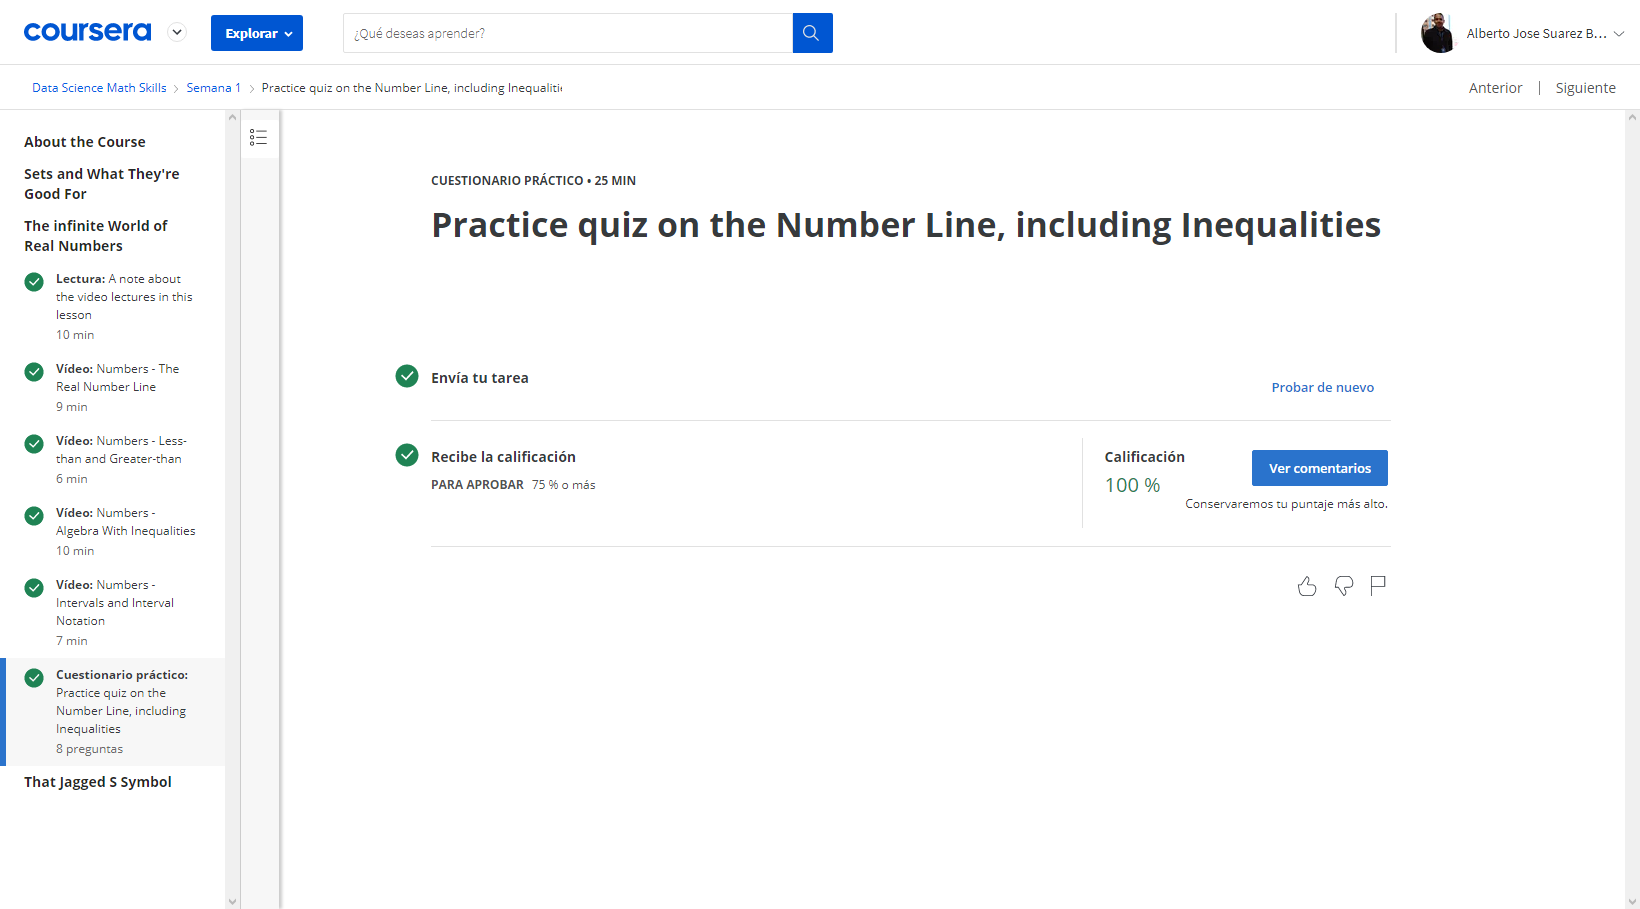 coursera
Explorar
¿Qué deseas aprender?
Alberto Jose Suarez B...
Data Science Math Skills
Semana 1
Practice quiz on the Number Line, including Inequalitie
Anterior
Siguiente
About the Course
Sets and What They're
Good For
The infinite World of
Real Numbers
Lectura: A note about
the video lectures in this
lesson
10 min
Vídeo: Numbers - The
Real Number Line
9 min
Vídeo: Numbers - Less-
than and Greater-than
6 min
Vídeo: Numbers -
Algebra With Inequalities
10 min
Vídeo: Numbers -
Intervals and Interval
Notation
7 min
Cuestionario práctico:
Practice quiz on the
Number Line, including
Inequalities
8 preguntas
That Jagged S Symbol
CUESTIONARIO PRÁCTICO • 25 MIN
Practice quiz on the Number Line, including Inequalities
Envía tu tarea
Probar de nuevo
Recibe la calificación
PARA APROBAR 75 % o más
Calificación
100 %
Ver comentarios
Conservaremos tu puntaje más alto.